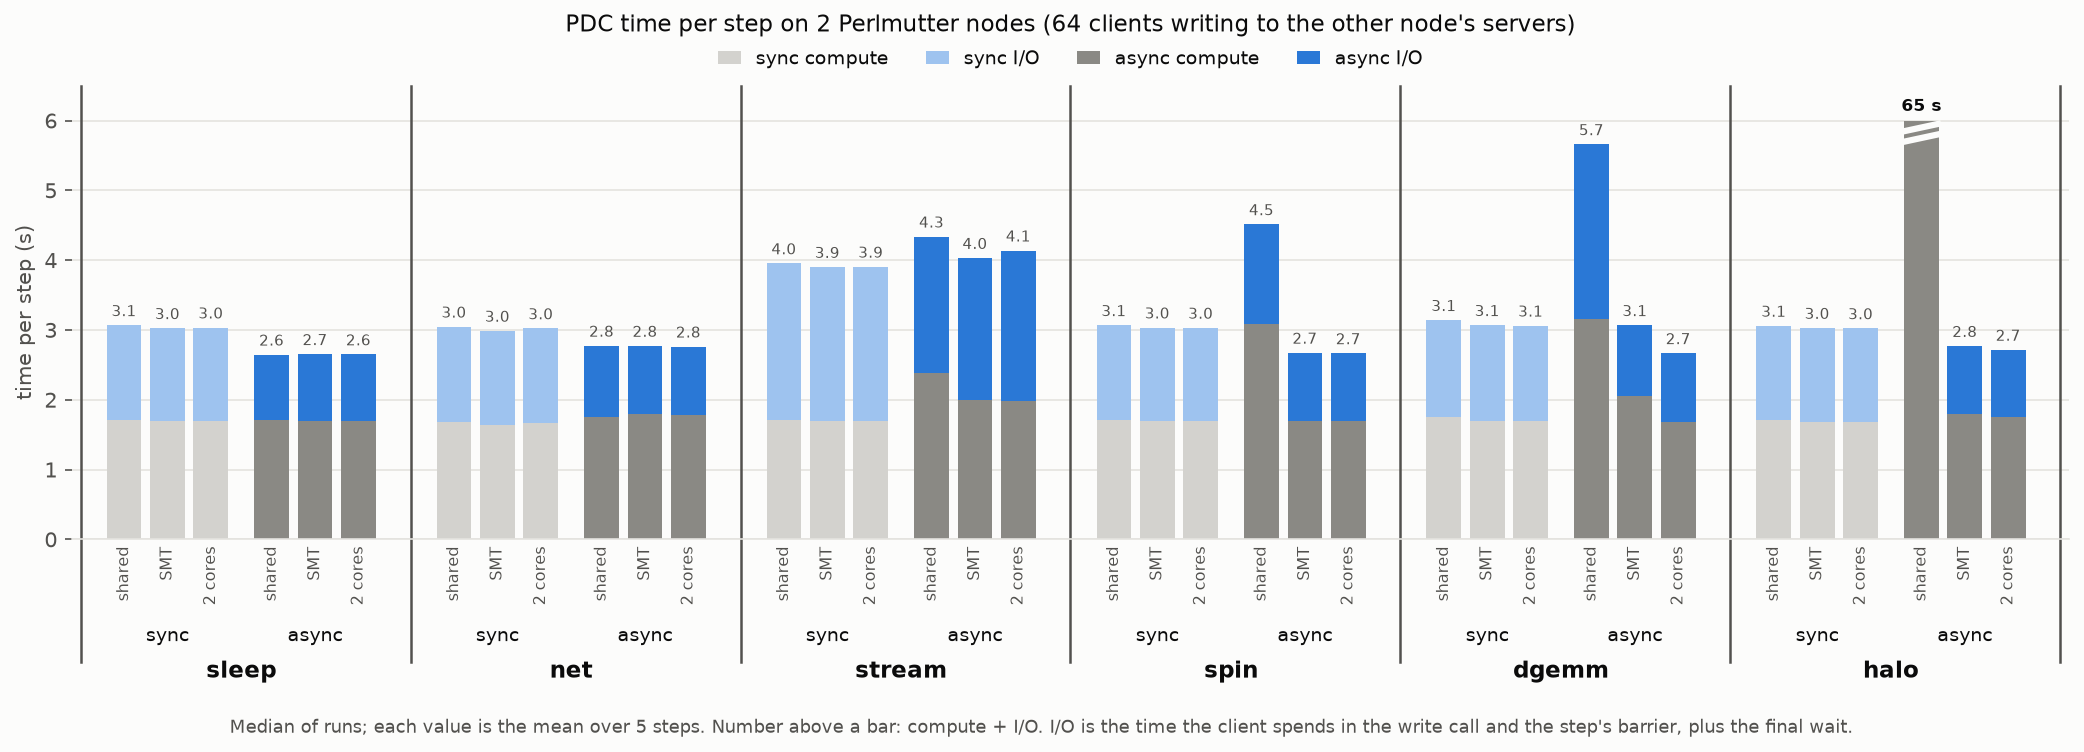 PDC time per step on 2 Perlmutter nodes (64 clients writing to the other node's servers)
sync compute sync I/O async compute async I/O
time per step (s)
6
5
4
3
2
1
0
3.1 3.0 3.0 2.6 2.7 2.6
3.0 3.0 3.0 2.8 2.8 2.8
4.0 3.9 3.9 4.3 4.0 4.1
3.1 3.0 3.0 4.5 2.7 2.7
3.1 3.1 3.1 5.7 3.1 2.7
3.1 3.0 3.0 65 s 2.8 2.7
shared SMT 2 cores shared SMT 2 cores shared SMT 2 cores shared SMT 2 cores shared SMT 2 cores shared SMT 2 cores shared SMT 2 cores shared SMT 2 cores shared SMT 2 cores shared SMT 2 cores shared SMT 2 cores shared SMT 2 cores
sync async sync async sync async sync async sync async sync async
sleep net stream spin dgemm halo
Median of runs; each value is the mean over 5 steps. Number above a bar: compute + I/O. I/O is the time the client spends in the write call and the step's barrier, plus the final wait.